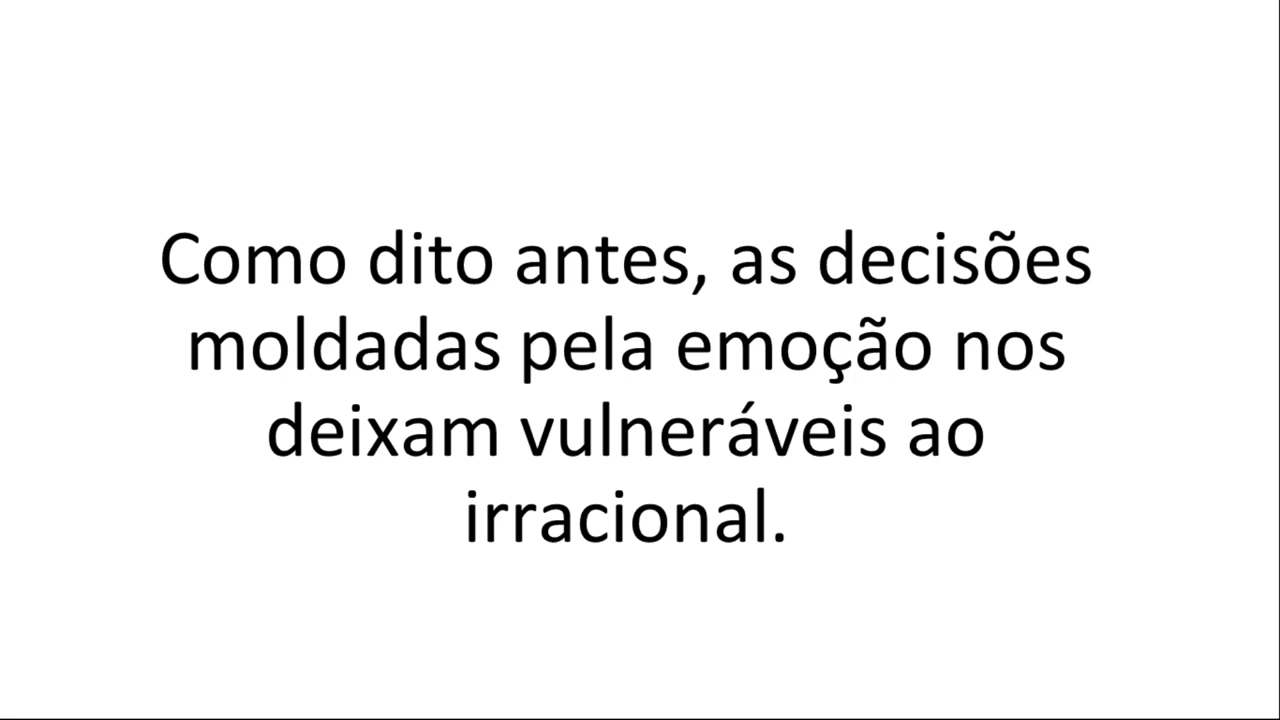 Como dito antes, as decisões
moldadas pela emoção nos
deixam vulneráveis ao
irracional.